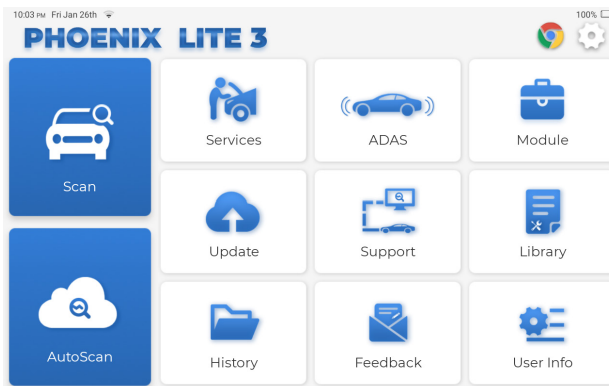 10:03 PM Fri Jan 26th 100%
PHOENIX LITE 3
Scan
Services
ADAS
Module
Update
Support
Library
AutoScan
History
Feedback
User Info